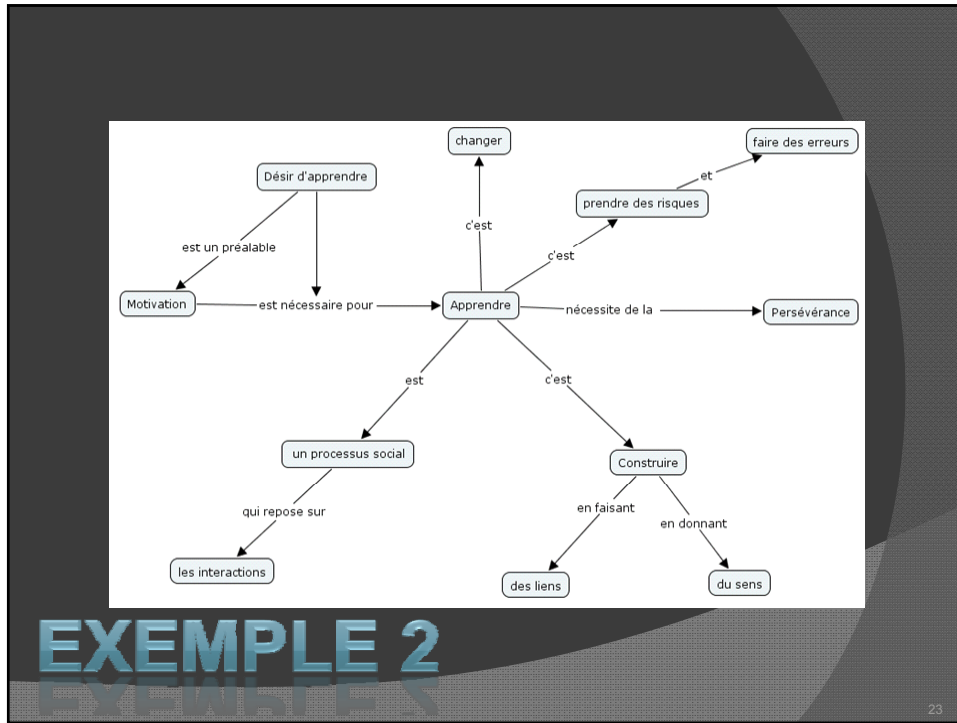 changer
faire des erreurs
Désir d'apprendre
et
prendre des risques
c'est
est un préalable
c'est
Motivation
est nécessaire pour
Apprendre
nécessite de la
Persévérance
est
c'est
un processus social
Construire
qui repose sur
en faisant
en donnant
les interactions
des liens
du sens
EXEMPLE 2
23